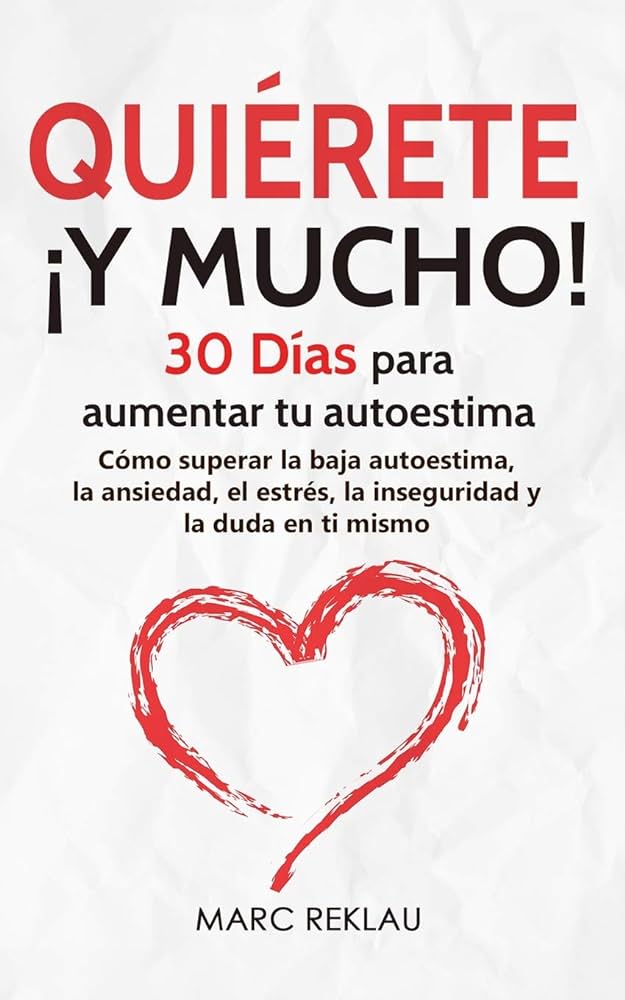 QUIÉRETE
¡Y MUCHO!
30 Días para
aumentar tu autoestima
Cómo superar la baja autoestima,
la ansiedad, el estrés, la inseguridad y
la duda en ti mismo
MARC REKLAU